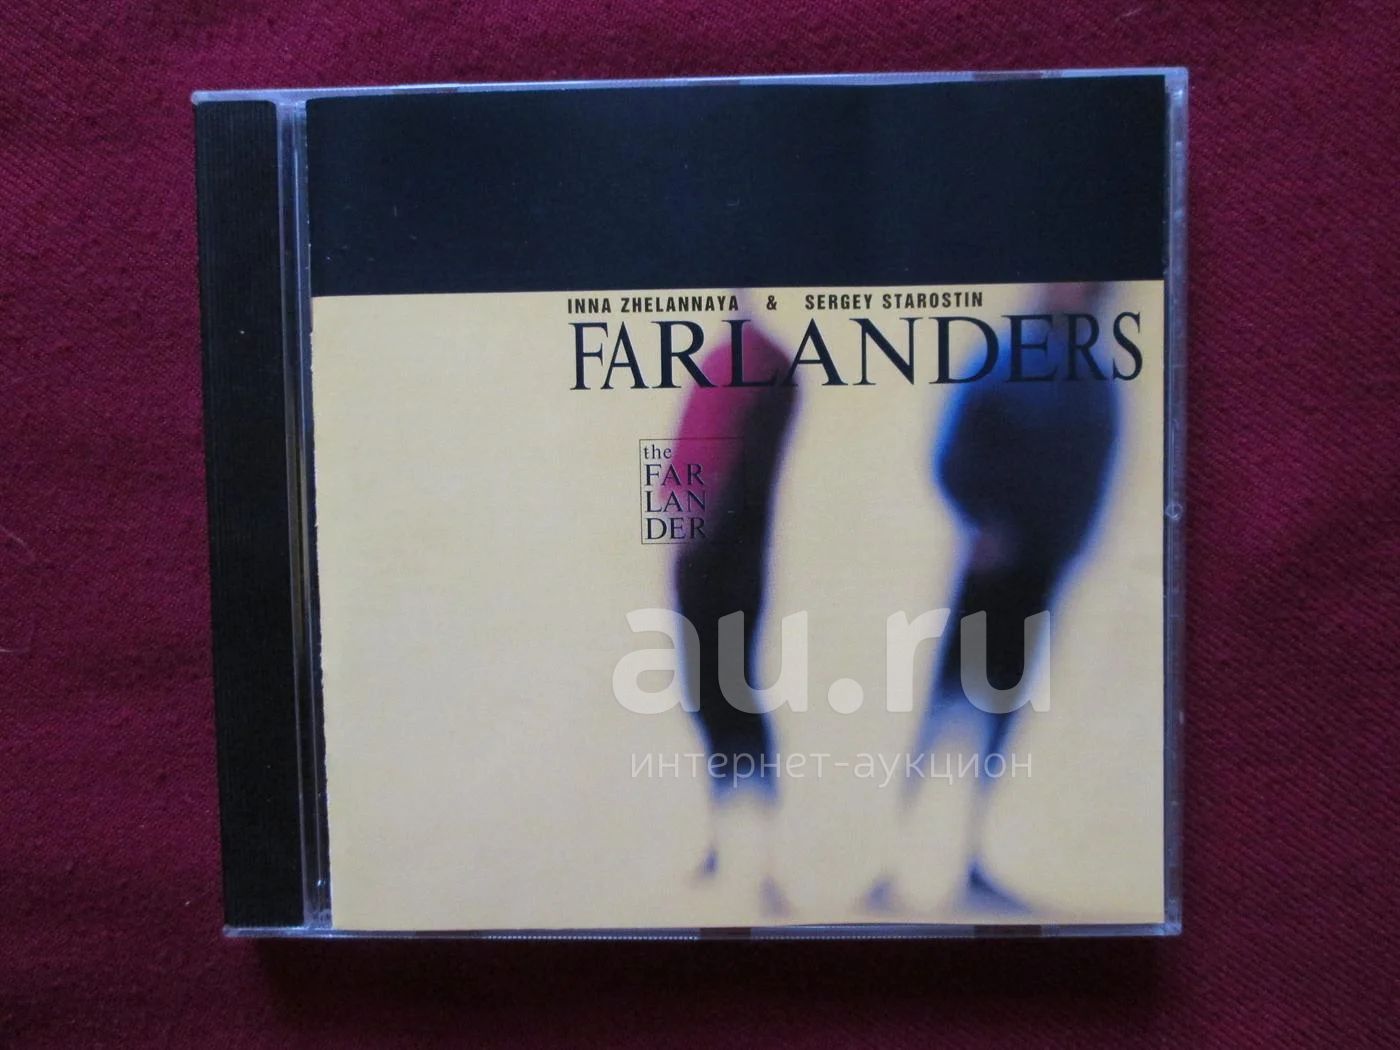 INNA ZHELANNAYA & SERGEY STAROSTIN
FARLANDERS
the
FAR
LAN
DER
au.ru
интернет-аукцион